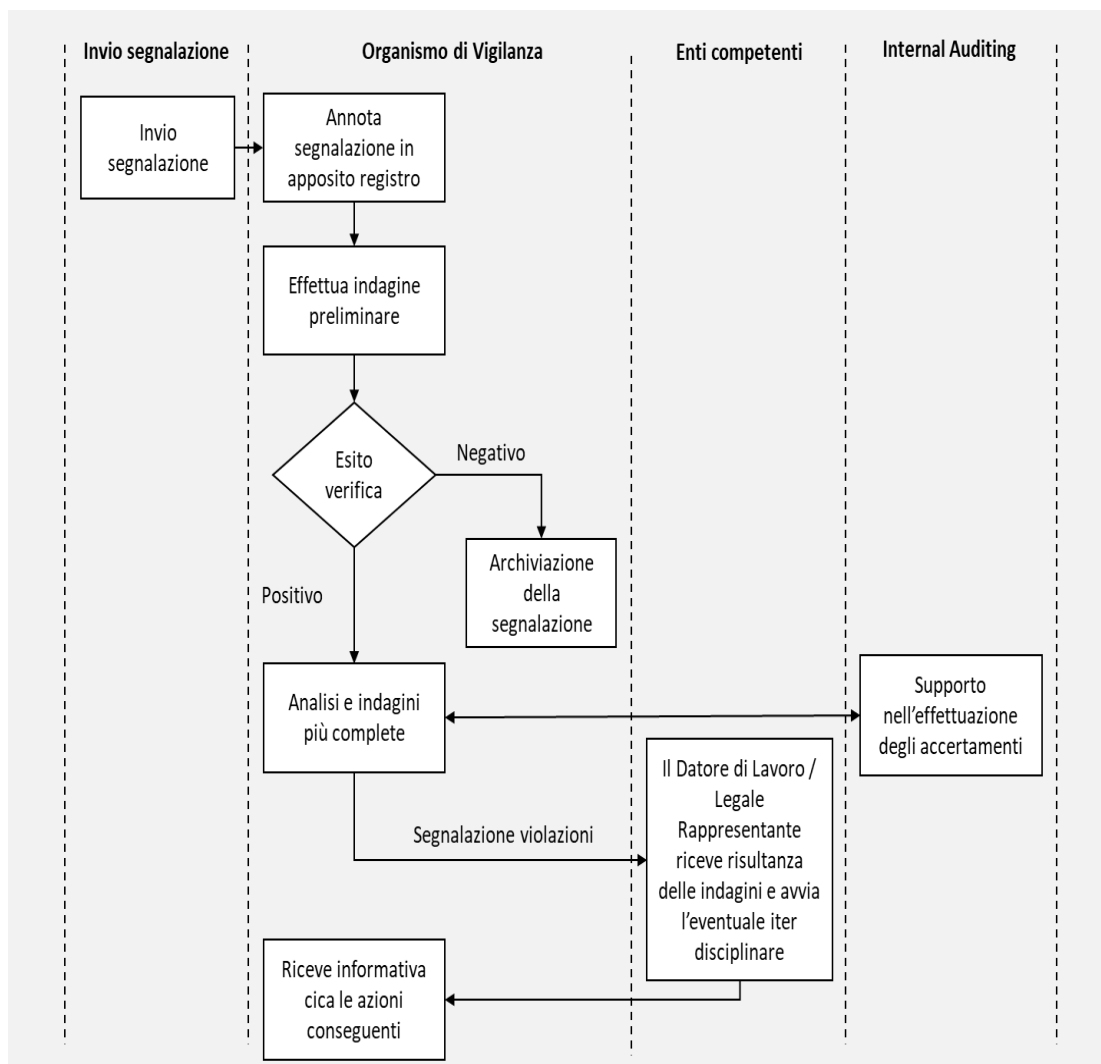 Invio segnalazione
Organismo di Vigilanza
Enti competenti
Internal Auditing
Invio
segnalazione
Annota
segnalazione in
apposito registro
Effettua indagine
preliminare
Esito
verifica
Negativo
Archiviazione
della
segnalazione
Positivo
Analisi e indagini
più complete
Supporto
nell'effettuazione
degli accertamenti
Segnalazione violazioni
Il Datore di Lavoro /
Legale
Rappresentante
riceve risultanza
delle indagini e avvia
l'eventuale iter
disciplinare
Riceve informativa
cica le azioni
conseguenti